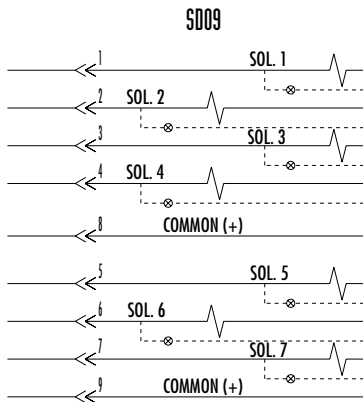 SD09
1 SOL. 1
2 SOL. 2
3 SOL. 3
4 SOL. 4
8 COMMON (+)
5 SOL. 5
6 SOL. 6
7 SOL. 7
9 COMMON (+)